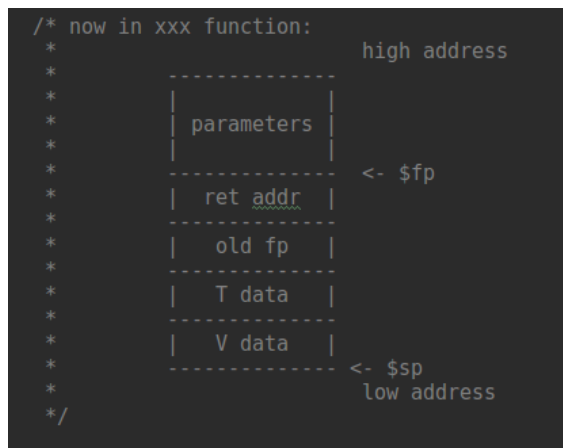 /* now in xxx function:
 *                          high address
 *         --------------
 *         |            |
 *         | parameters |
 *         |            |
 *         --------------  <- $fp
 *         |  ret addr  |
 *         --------------
 *         |   old fp   |
 *         --------------
 *         |   T data   |
 *         --------------
 *         |   V data   |
 *         -------------- <- $sp
 *                          low address
 */